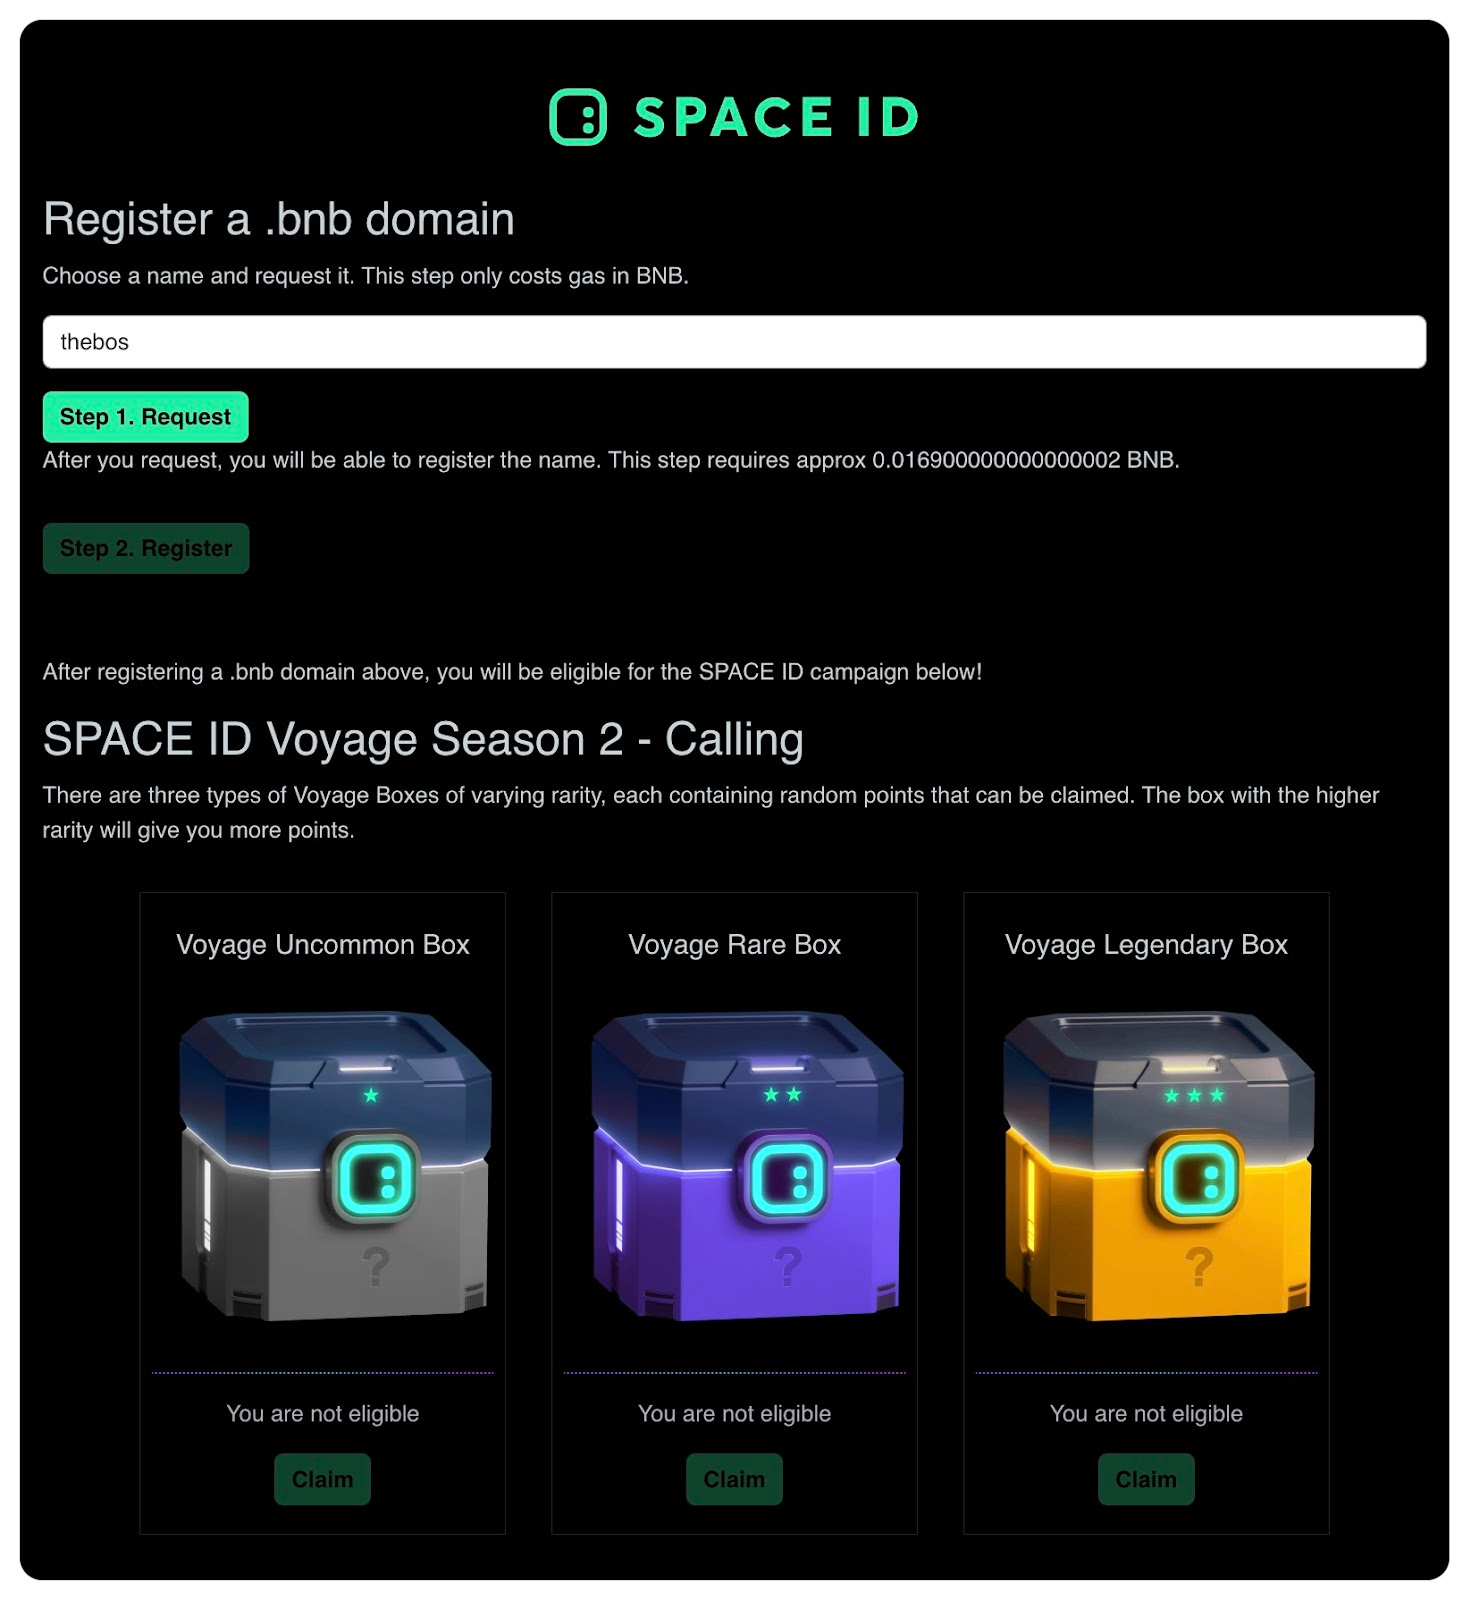 SPACE ID
Register a .bnb domain
Choose a name and request it. This step only costs gas in BNB.
thebos
Step 1. Request
After you request, you will be able to register the name. This step requires approx 0.016900000000000002 BNB.
Step 2. Register
After registering a .bnb domain above, you will be eligible for the SPACE ID campaign below!
SPACE ID Voyage Season 2 - Calling
There are three types of Voyage Boxes of varying rarity, each containing random points that can be claimed. The box with the higher
rarity will give you more points.
Voyage Uncommon Box
?
You are not eligible
Claim
Voyage Rare Box
?
You are not eligible
Claim
Voyage Legendary Box
?
You are not eligible
Claim